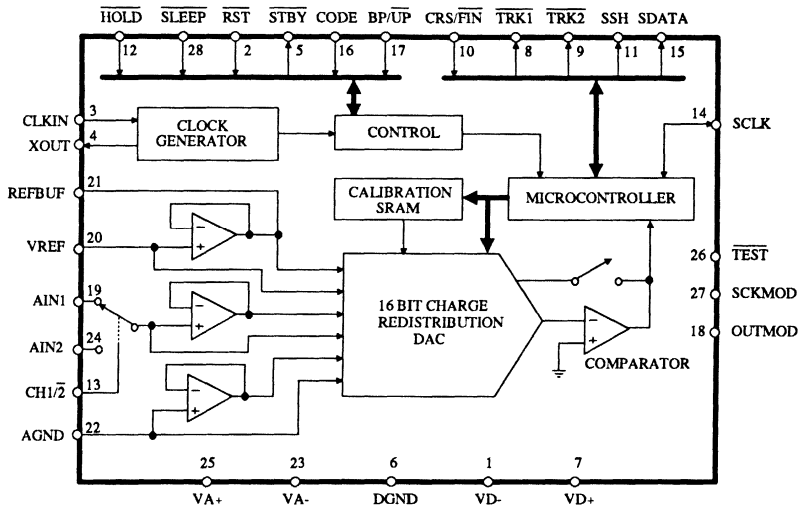 HOLD SLEEP RST STBY CODE BP/UP CRS/FIN TRK1 TRK2 SSH SDATA
12 28 2 5 16 17 10 8 9 11 15
CLKIN 3
XOUT 4
CLOCK
GENERATOR
CONTROL
14 SCLK
REFBUF 21
CALIBRATION
SRAM
MICROCONTROLLER
VREF 20
-
+
26 TEST
AIN1 19
27 SCKMOD
-
+
16 BIT CHARGE
REDISTRIBUTION
DAC
-
+
18 OUTMOD
AIN2 24
COMPARATOR
CH1/2 13
-
+
AGND 22
25 23 6 1 7
VA+ VA- DGND VD- VD+